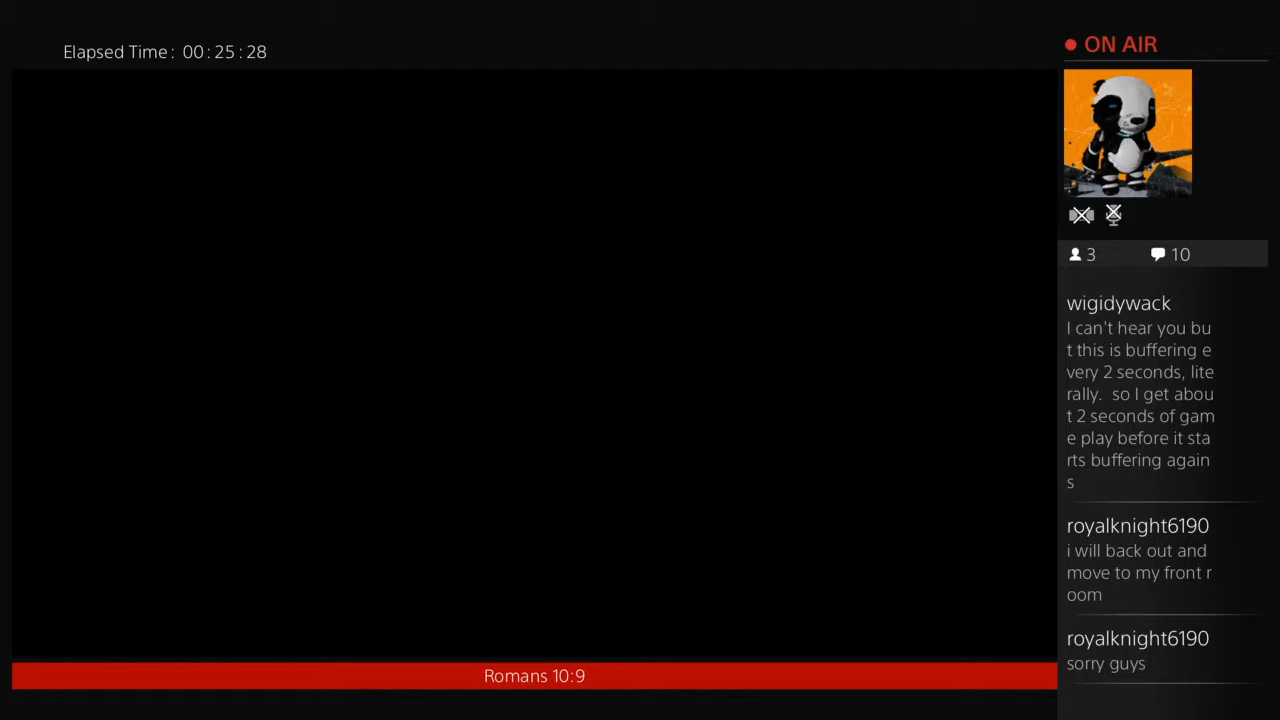 Elapsed Time: 00:25:28
ON AIR
3 10
wigidywack
I can't hear you bu
t this is buffering e
very 2 seconds, lite
rally.  so I get abou
t 2 seconds of gam
e play before it sta
rts buffering again
s
royalknight6190
i will back out and
move to my front r
oom
royalknight6190
sorry guys
Romans 10:9